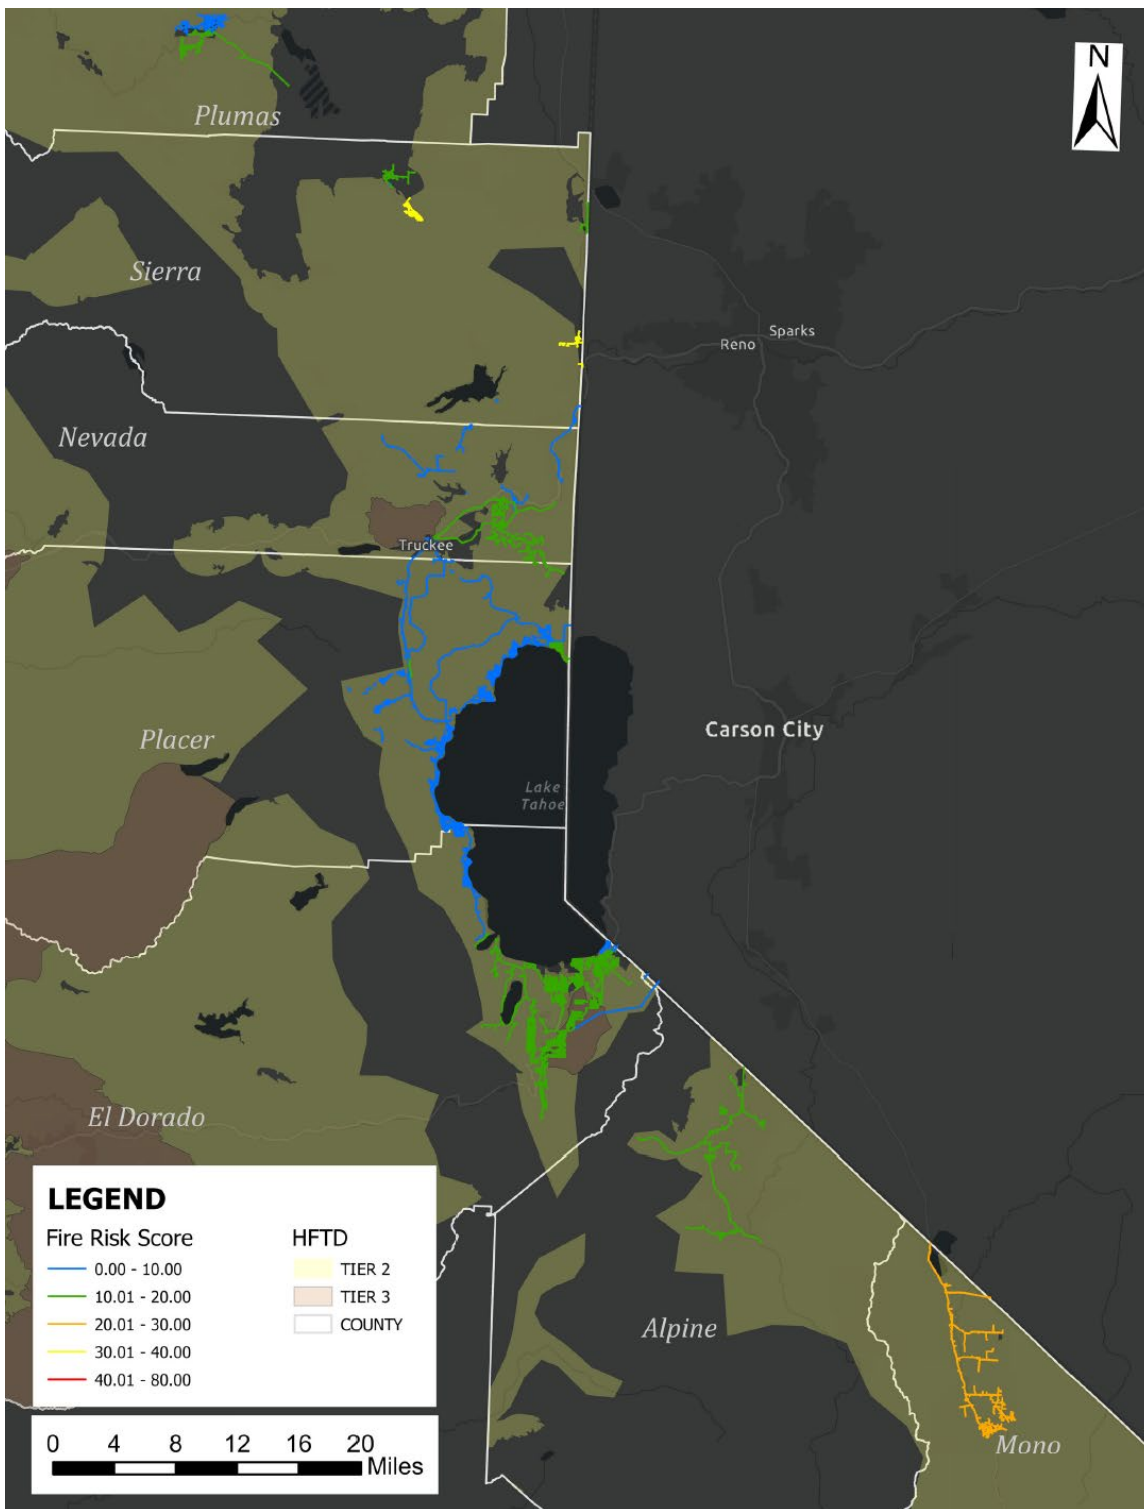 N
Plumas
Sierra
Sparks
Reno
Nevada
Truckee
Carson City
Placer
Lake
Tahoe
El Dorado
LEGEND
Fire Risk Score
0.00 - 10.00
10.01 - 20.00
20.01 - 30.00
30.01 - 40.00
40.01 - 80.00
HFTD
TIER 2
TIER 3
COUNTY
Alpine
Mono
0 4 8 12 16 20
Miles